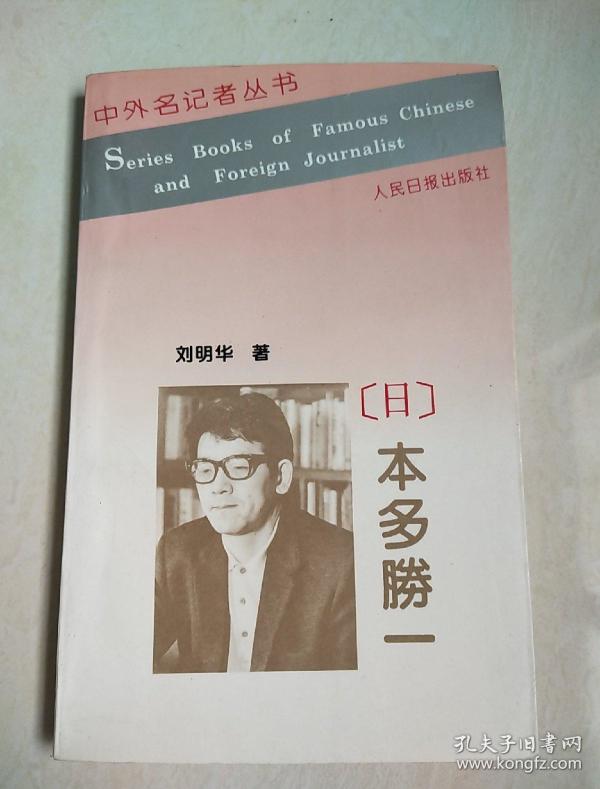 中外名记者丛书
Series Books of Famous Chinese
and Foreign Journalist
人民日报出版社
刘明华 著
〔日〕
本多勝一
孔夫子旧书网
www.kongfz.com